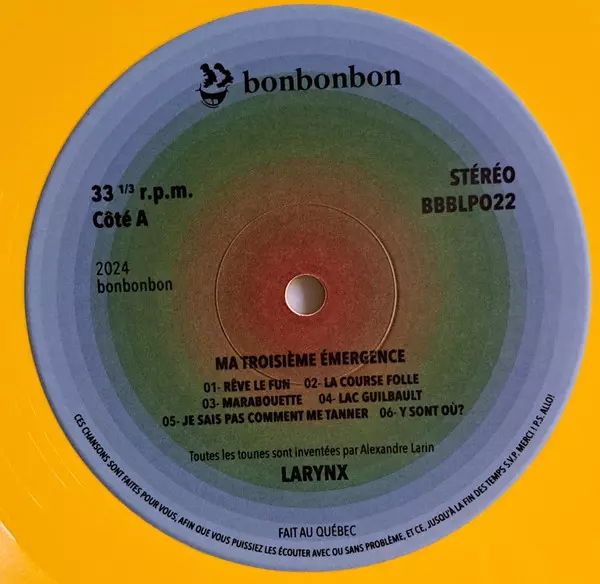 bonbonbon
33 1/3 r.p.m.
Côté A
STÉRÉO
BBBLP022
2024
bonbonbon
MA TROISIÈME ÉMERGENCE
01- RÊVE LE FUN 02- LA COURSE FOLLE
03- MARABOUETTE 04- LAC GUILBAULT
05- JE SAIS PAS COMMENT ME TANNER 06- Y SONT OÙ?
Toutes les tounes sont inventées par Alexandre Larin
LARYNX
FAIT AU QUÉBEC
CES CHANSONS SONT FAITES POUR VOUS, AFIN QUE VOUS PUISSIEZ LES ÉCOUTER AVEC OU SANS PROBLÈME, ET CE, JUSQU'À LA FIN DES TEMPS S.V.P. MERCI ! P.S. ALLO!